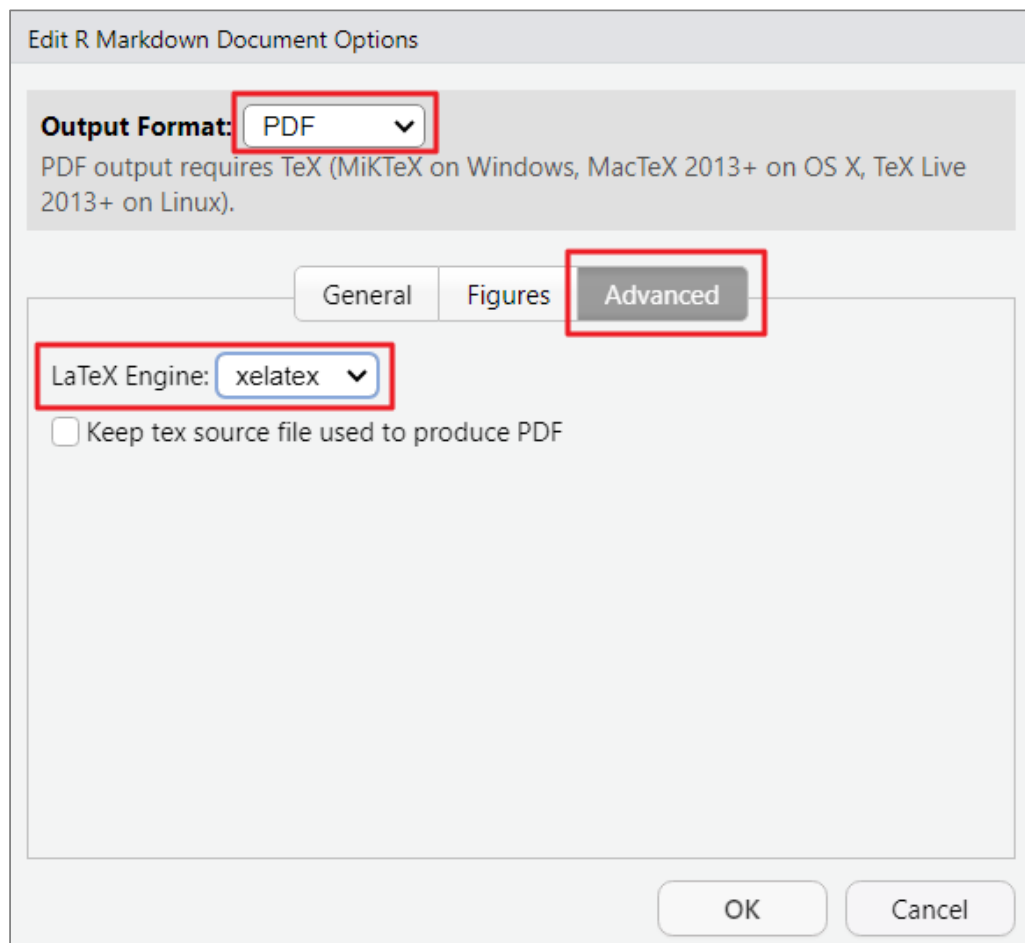 Edit R Markdown Document Options
Output Format: PDF
PDF output requires TeX (MiKTeX on Windows, MacTeX 2013+ on OS X, TeX Live
2013+ on Linux).
General Figures Advanced
LaTeX Engine: xelatex
Keep tex source file used to produce PDF
OK Cancel